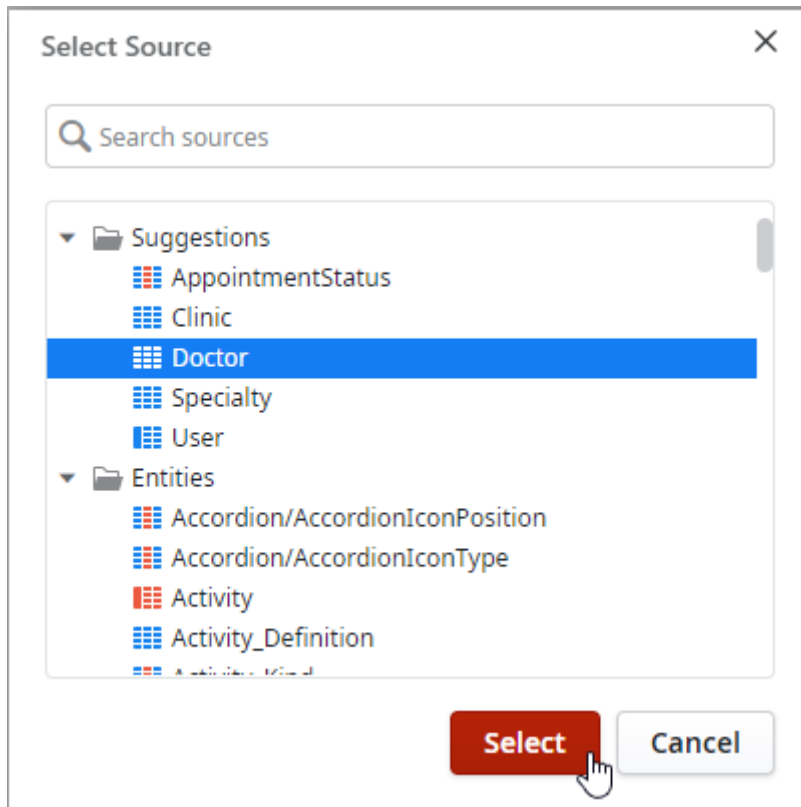 Select Source
Search sources
Suggestions
AppointmentStatus
Clinic
Doctor
Specialty
User
Entities
Accordion/AccordionIconPosition
Accordion/AccordionIconType
Activity
Activity_Definition
Activity_Kind
Select Cancel